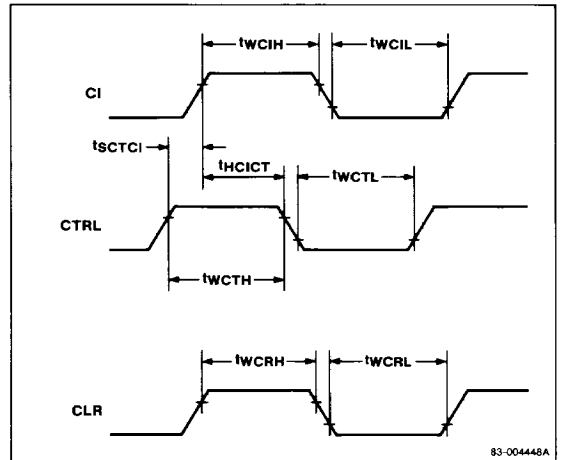 tWCIH tWCIL
CI
tSCTCI
tHCICT tWCTL
CTRL
tWCTH
tWCRH tWCRL
CLR
83-004448A